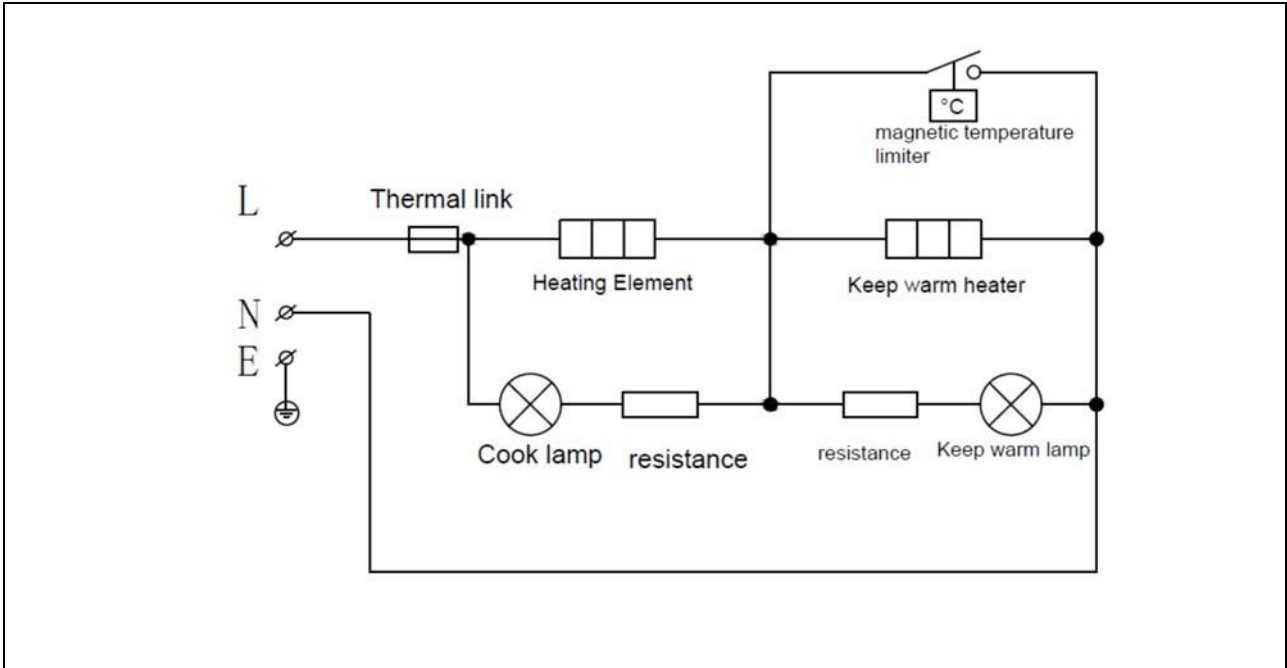 °C
magnetic temperature
limiter
L
Thermal link
Heating Element
Keep warm heater
N
E
Cook lamp
resistance
resistance
Keep warm lamp